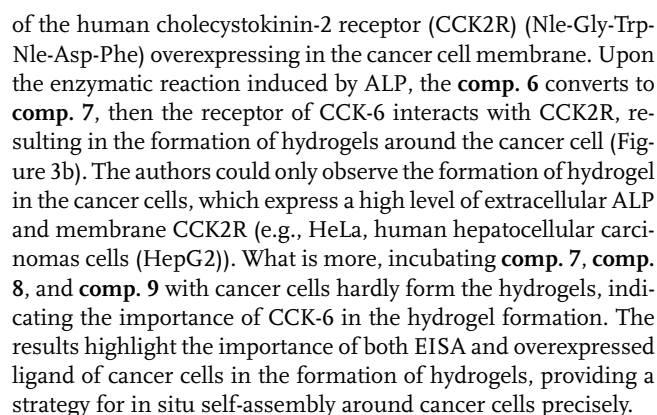 of the human cholecystokinin-2 receptor (CCK2R) (Nle-Gly-Trp-
Nle-Asp-Phe) overexpressing in the cancer cell membrane. Upon
the enzymatic reaction induced by ALP, the comp. 6 converts to
comp. 7, then the receptor of CCK-6 interacts with CCK2R, re-
sulting in the formation of hydrogels around the cancer cell (Fig-
ure 3b). The authors could only observe the formation of hydrogel
in the cancer cells, which express a high level of extracellular ALP
and membrane CCK2R (e.g., HeLa, human hepatocellular carci-
nomas cells (HepG2)). What is more, incubating comp. 7, comp.
8, and comp. 9 with cancer cells hardly form the hydrogels, indi-
cating the importance of CCK-6 in the hydrogel formation. The
results highlight the importance of both EISA and overexpressed
ligand of cancer cells in the formation of hydrogels, providing a
strategy for in situ self-assembly around cancer cells precisely.